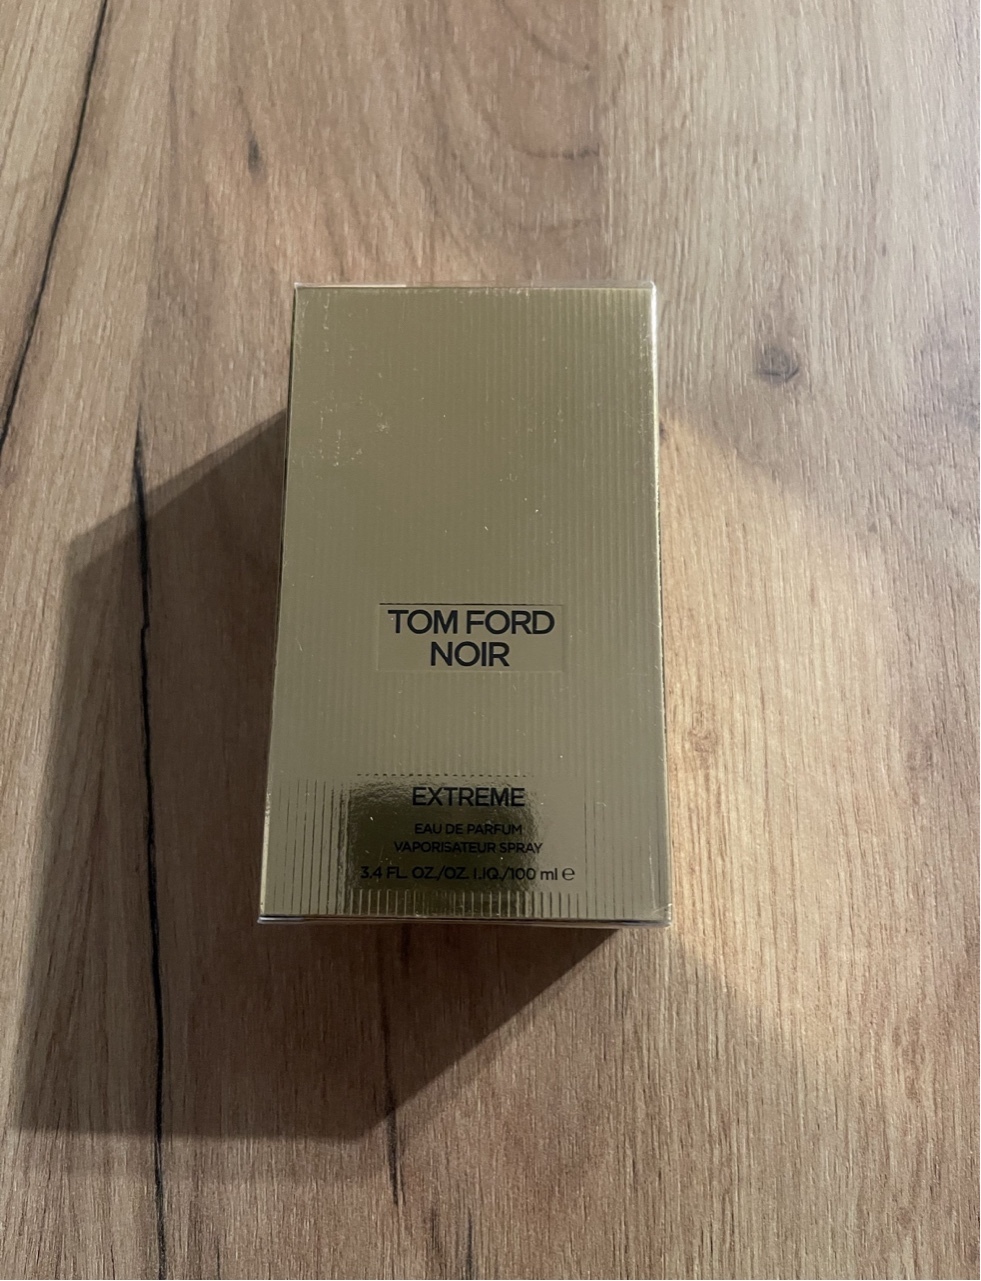 TOM FORD
NOIR
EXTREME
EAU DE PARFUM
VAPORISATEUR SPRAY
3.4 FL. OZ./OZ. LIQ./100 ml ℮